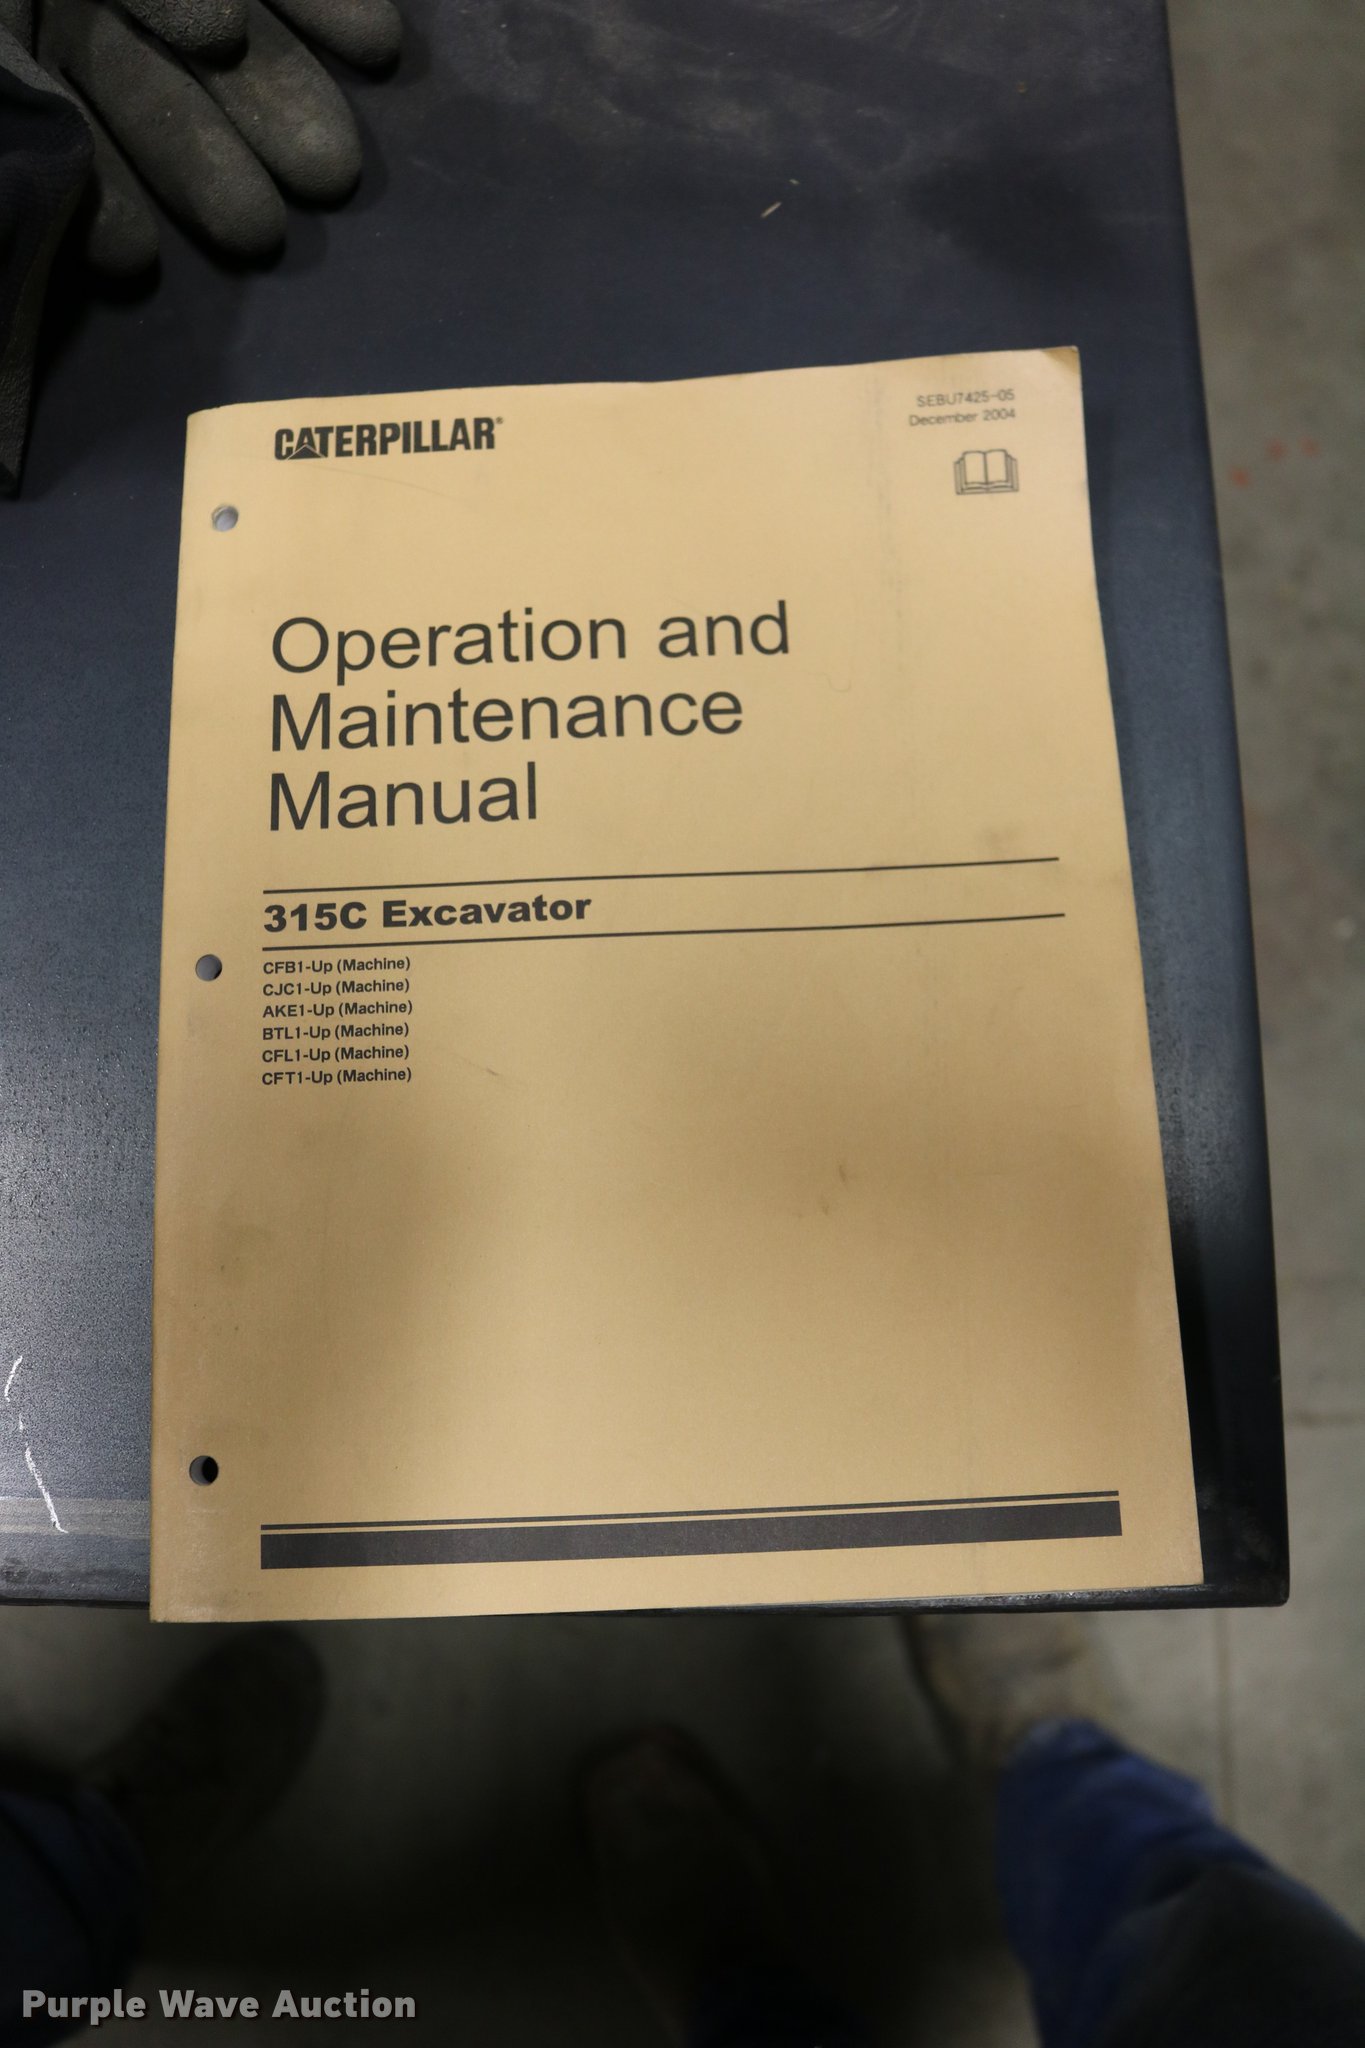 CATERPILLAR®
SEBU7425-05
December 2004
Operation and
Maintenance
Manual
315C Excavator
CFB1-Up (Machine)
CJC1-Up (Machine)
AKE1-Up (Machine)
BTL1-Up (Machine)
CFL1-Up (Machine)
CFT1-Up (Machine)
Purple Wave Auction